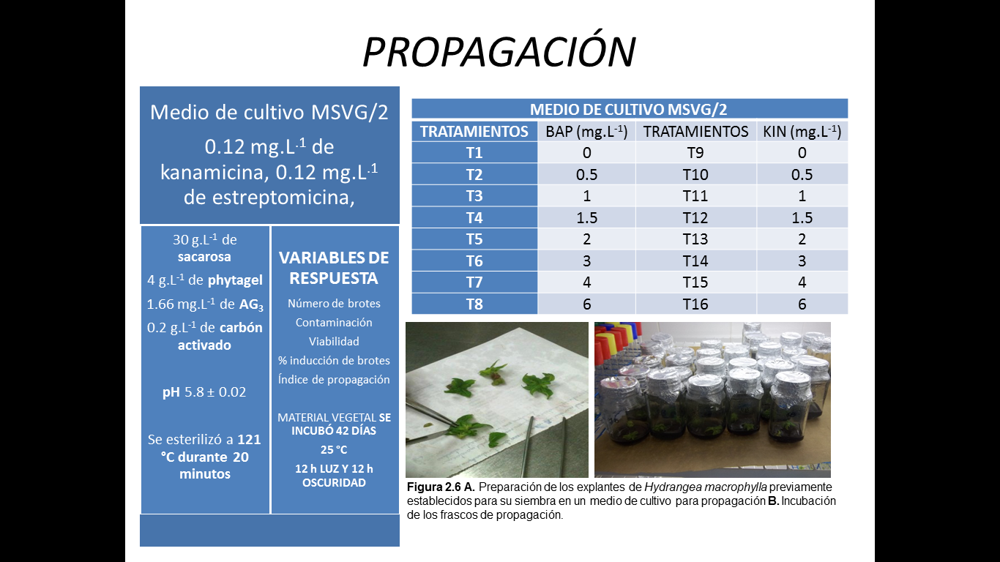 PROPAGACIÓN
Medio de cultivo MSVG/2
0.12 mg.L.1 de
kanamicina, 0.12 mg.L.1
de estreptomicina,
30 g.L-1 de
sacarosa
4 g.L-1 de phytagel
1.66 mg.L-1 de AG3
0.2 g.L-1 de carbón
activado
pH 5.8 ± 0.02
Se esterilizó a 121
°C durante 20
minutos
VARIABLES DE
RESPUESTA
Número de brotes
Contaminación
Viabilidad
% inducción de brotes
Índice de propagación
MATERIAL VEGETAL SE
INCUBÓ 42 DÍAS
25 °C
12 h LUZ Y 12 h
OSCURIDAD
MEDIO DE CULTIVO MSVG/2
TRATAMIENTOS BAP (mg.L-1) TRATAMIENTOS KIN (mg.L-1)
T1 0 T9 0
T2 0.5 T10 0.5
T3 1 T11 1
T4 1.5 T12 1.5
T5 2 T13 2
T6 3 T14 3
T7 4 T15 4
T8 6 T16 6
Figura 2.6 A. Preparación de los explantes de Hydrangea macrophylla previamente
establecidos para su siembra en un medio de cultivo para propagación B. Incubación
de los frascos de propagación.